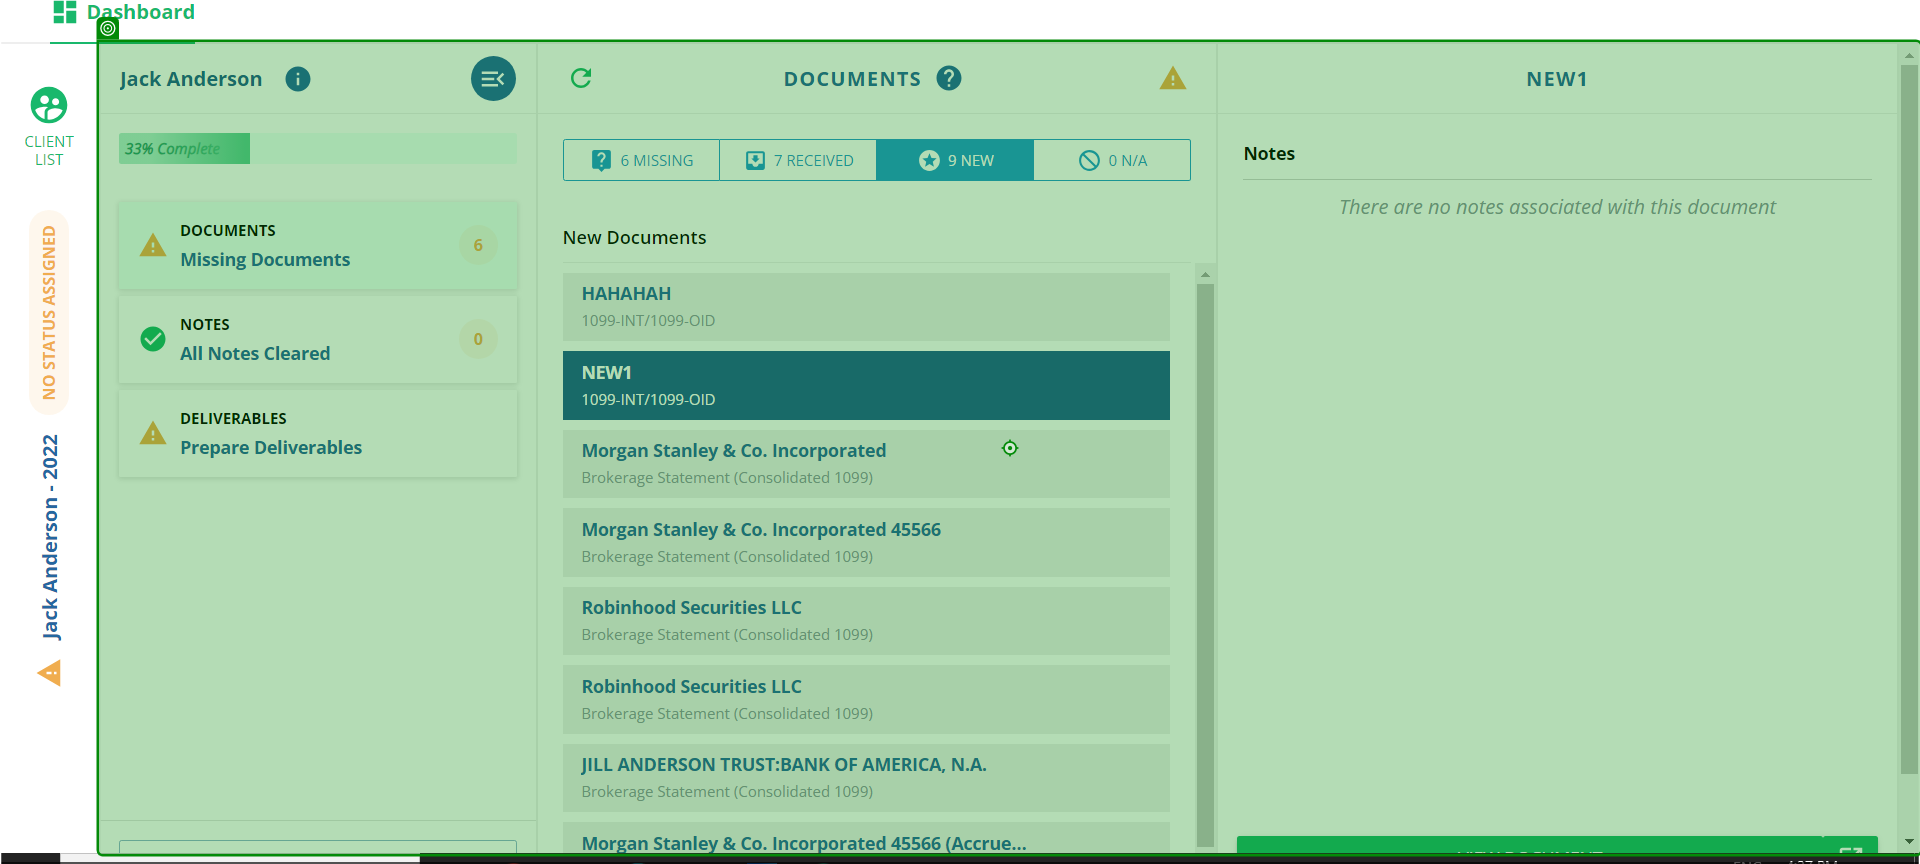 Dashboard
CLIENT
LIST
NO STATUS ASSIGNED
Jack Anderson - 2022
Jack Anderson
33% Complete
DOCUMENTS
Missing Documents
6
NOTES
All Notes Cleared
0
DELIVERABLES
Prepare Deliverables
DOCUMENTS
6 MISSING
7 RECEIVED
9 NEW
0 N/A
New Documents
HAHAHAH
1099-INT/1099-OID
NEW1
1099-INT/1099-OID
Morgan Stanley & Co. Incorporated
Brokerage Statement (Consolidated 1099)
Morgan Stanley & Co. Incorporated 45566
Brokerage Statement (Consolidated 1099)
Robinhood Securities LLC
Brokerage Statement (Consolidated 1099)
Robinhood Securities LLC
Brokerage Statement (Consolidated 1099)
JILL ANDERSON TRUST:BANK OF AMERICA, N.A.
Brokerage Statement (Consolidated 1099)
Morgan Stanley & Co. Incorporated 45566 (Accrue...
NEW1
Notes
There are no notes associated with this document